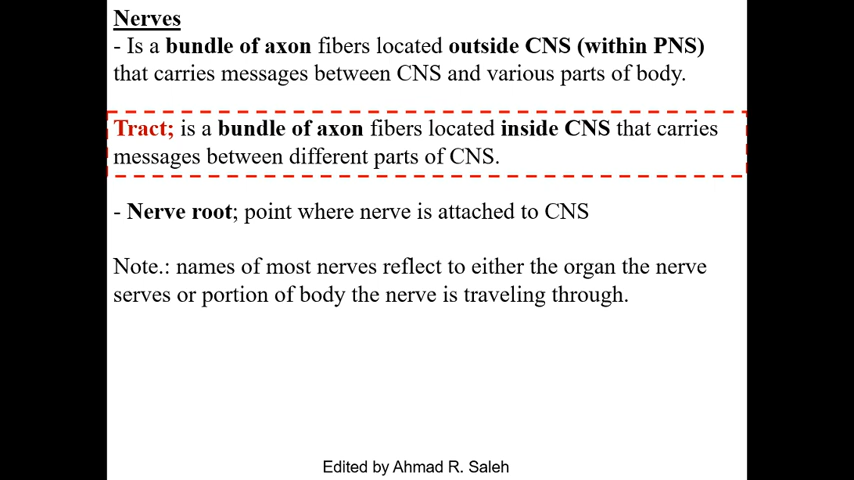 Nerves
- Is a bundle of axon fibers located outside CNS (within PNS)
that carries messages between CNS and various parts of body.
Tract; is a bundle of axon fibers located inside CNS that carries
messages between different parts of CNS.
- Nerve root; point where nerve is attached to CNS
Note.: names of most nerves reflect to either the organ the nerve
serves or portion of body the nerve is traveling through.
Edited by Ahmad R. Saleh